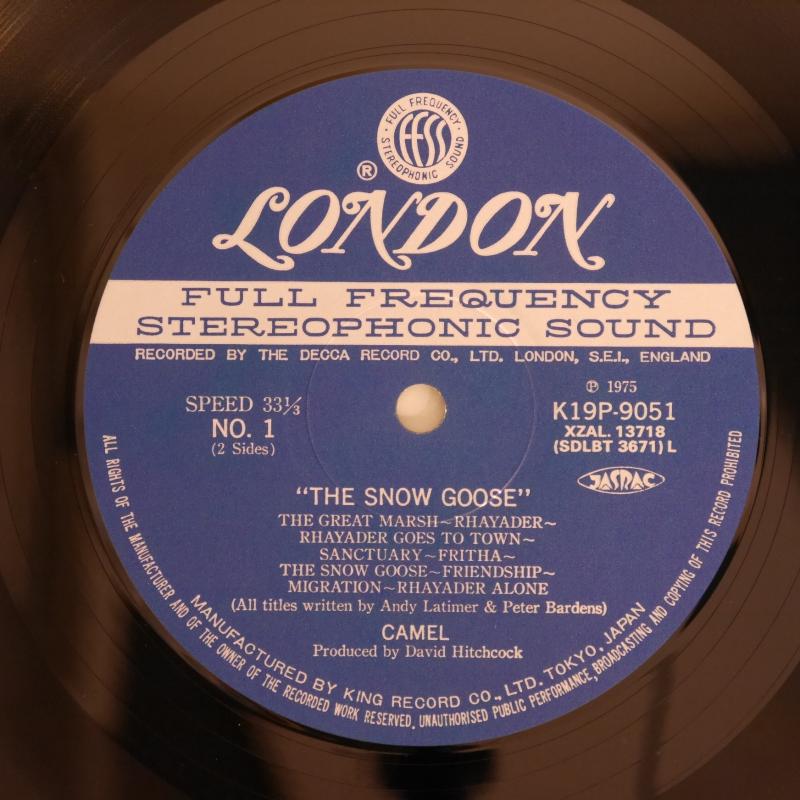 FULL FREQUENCY
STEREOPHONIC SOUND
FFSS
®
LONDON
FULL FREQUENCY
STEREOPHONIC SOUND
RECORDED BY THE DECCA RECORD CO., LTD. LONDON, S.E.I., ENGLAND
SPEED 33⅓
NO. 1
(2 Sides)
℗ 1975
K19P-9051
XZAL. 13718
(SDLBT 3671) L
JASRAC
"THE SNOW GOOSE"
THE GREAT MARSH~RHAYADER~
RHAYADER GOES TO TOWN~
SANCTUARY~FRITHA~
THE SNOW GOOSE~FRIENDSHIP~
MIGRATION~RHAYADER ALONE
(All titles written by Andy Latimer & Peter Bardens)
CAMEL
Produced by David Hitchcock
MANUFACTURED BY KING RECORD CO., LTD. TOKYO, JAPAN
ALL RIGHTS OF THE MANUFACTURER AND OF THE OWNER OF THE RECORDED WORK RESERVED. UNAUTHORISED PUBLIC PERFORMANCE, BROADCASTING AND COPYING OF THIS RECORD PROHIBITED